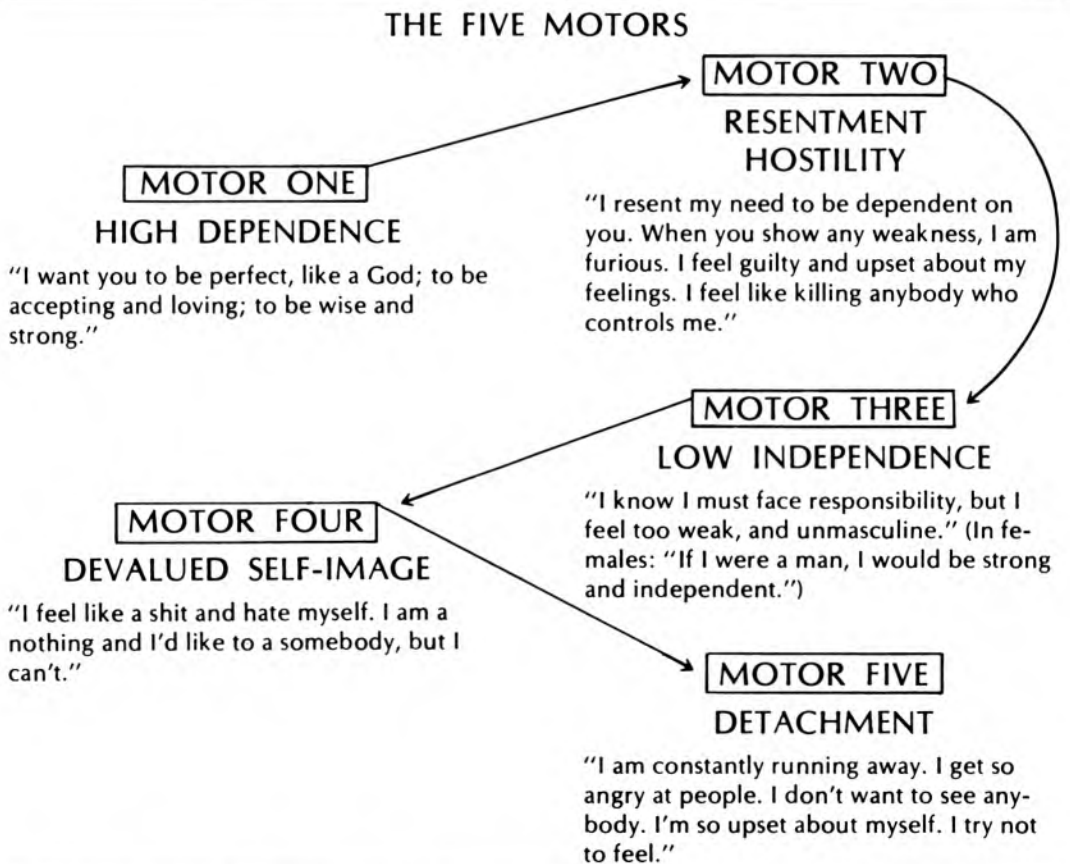 THE FIVE MOTORS
MOTOR ONE
HIGH DEPENDENCE
"I want you to be perfect, like a God; to be
accepting and loving; to be wise and
strong."
MOTOR TWO
RESENTMENT
HOSTILITY
"I resent my need to be dependent on
you. When you show any weakness, I am
furious. I feel guilty and upset about my
feelings. I feel like killing anybody who
controls me."
MOTOR THREE
LOW INDEPENDENCE
"I know I must face responsibility, but I
feel too weak, and unmasculine." (In fe-
males: "If I were a man, I would be strong
and independent.")
MOTOR FOUR
DEVALUED SELF-IMAGE
"I feel like a shit and hate myself. I am a
nothing and I'd like to a somebody, but I
can't."
MOTOR FIVE
DETACHMENT
"I am constantly running away. I get so
angry at people. I don't want to see any-
body. I'm so upset about myself. I try not
to feel."